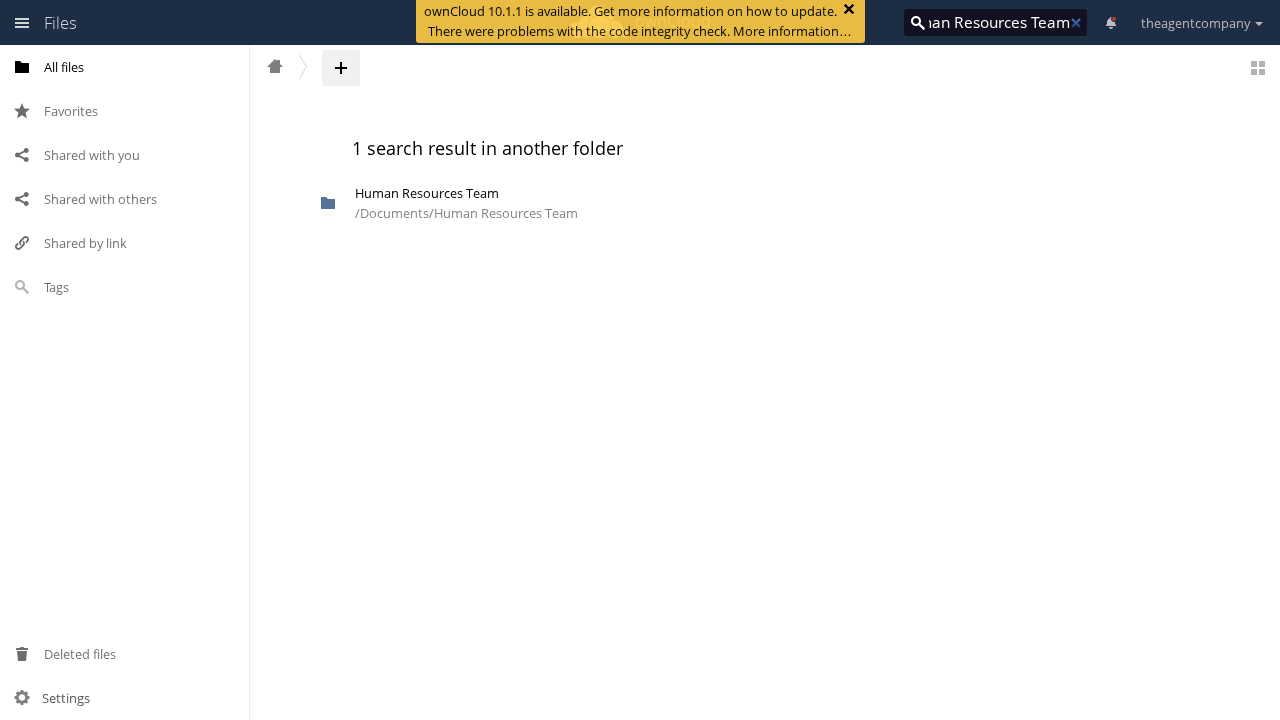 Files
ownCloud 10.1.1 is available. Get more information on how to update.
There were problems with the code integrity check. More information…
ownCloud
an Resources Team
theagentcompany
All files
Favorites
Shared with you
Shared with others
Shared by link
Tags
1 search result in another folder
Human Resources Team
/Documents/Human Resources Team
Deleted files
Settings